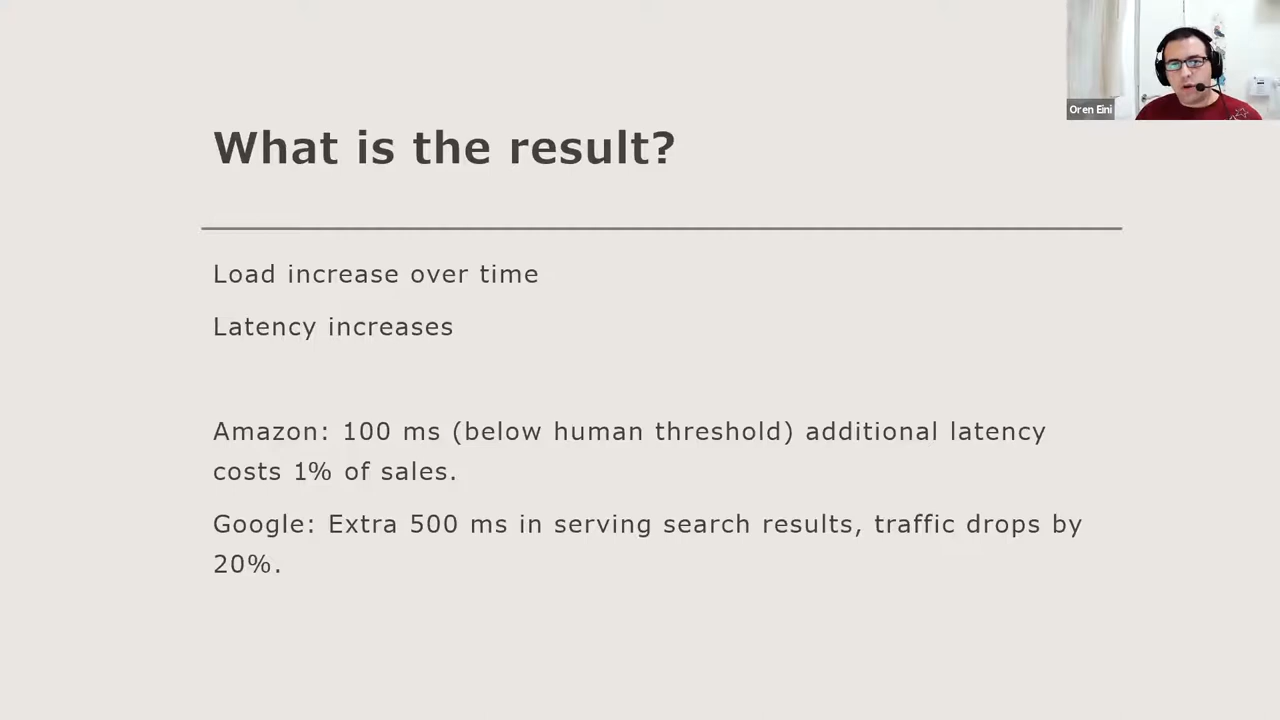 Oren Eini
What is the result?
Load increase over time
Latency increases
Amazon: 100 ms (below human threshold) additional latency
costs 1% of sales.
Google: Extra 500 ms in serving search results, traffic drops by
20%.